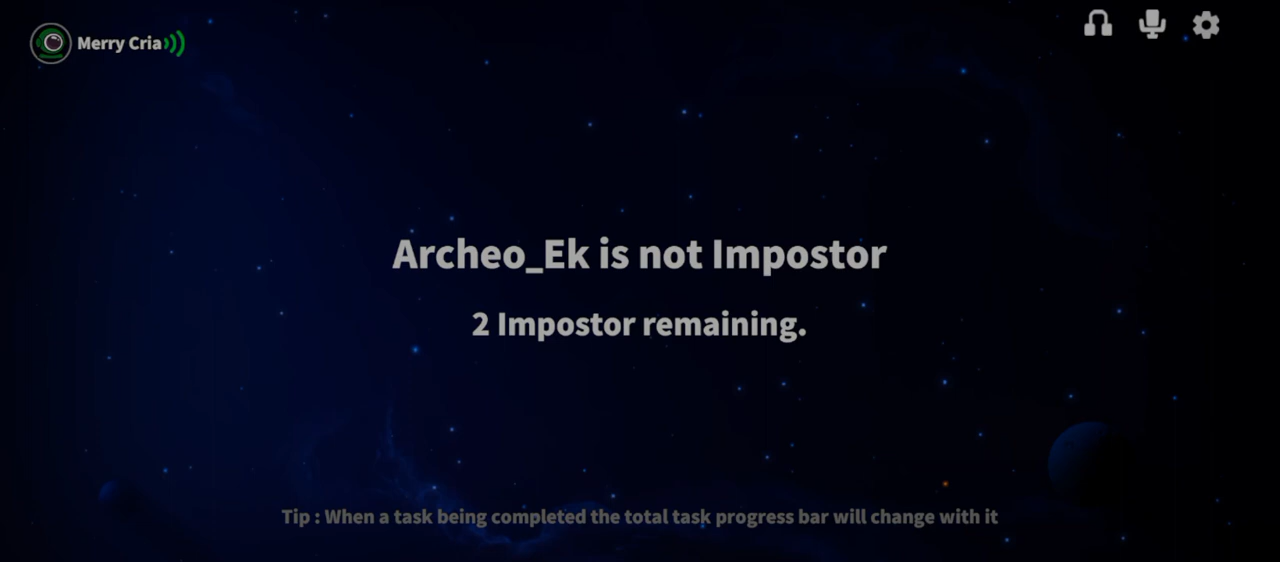 Merry Cria
Archeo_Ek is not Impostor
2 Impostor remaining.
Tip : When a task being completed the total task progress bar will change with it